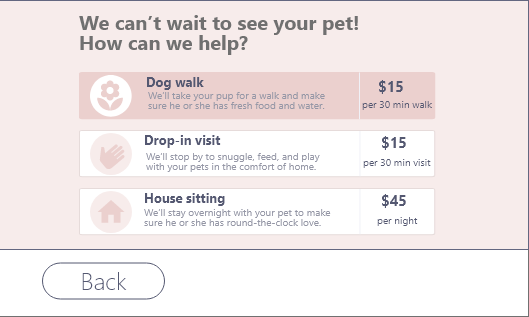 We can’t wait to see your pet!
How can we help?
Dog walk
We'll take your pup for a walk and make
sure he or she has fresh food and water.
$15
per 30 min walk
Drop-in visit
We'll stop by to snuggle, feed, and play
with your pets in the comfort of home.
$15
per 30 min visit
House sitting
We'll stay overnight with your pet to make
sure he or she has round-the-clock love.
$45
per night
Back